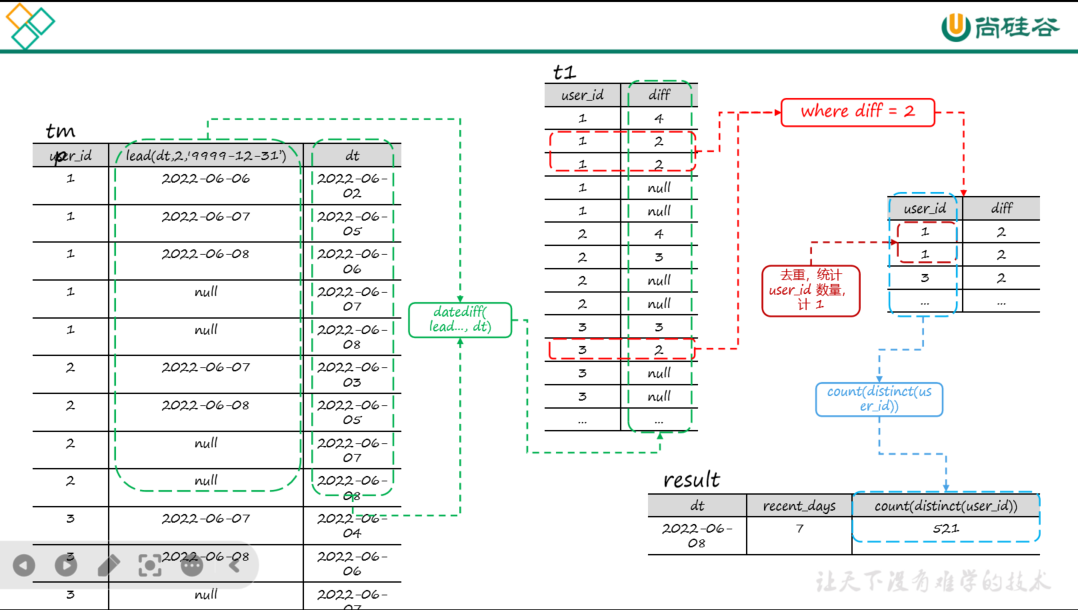 尚硅谷
tm
p
user_id lead(dt,2,'9999-12-31') dt
1 2022-06-06 2022-06-
02
1 2022-06-07 2022-06-
05
1 2022-06-08 2022-06-
06
1 null 2022-06-
07
1 null 2022-06-
08
2 2022-06-07 2022-06-
03
2 2022-06-08 2022-06-
05
2 null 2022-06-
07
2 null 2022-06-
08
3 2022-06-07 2022-06-
04
3 2022-06-08 2022-06-
06
3 null 2022-06-
07
datediff(
lead..., dt)
t1
user_id diff
1 4
1 2
1 2
1 null
1 null
2 4
2 3
2 null
2 null
3 3
3 2
3 null
3 null
... ...
where diff = 2
user_id diff
1 2
1 2
3 2
... ...
去重，统计
user_id 数量，
计 1
count(distinct(us
er_id))
result
dt recent_days count(distinct(user_id))
2022-06-
08 7 521
让天下没有难学的技术